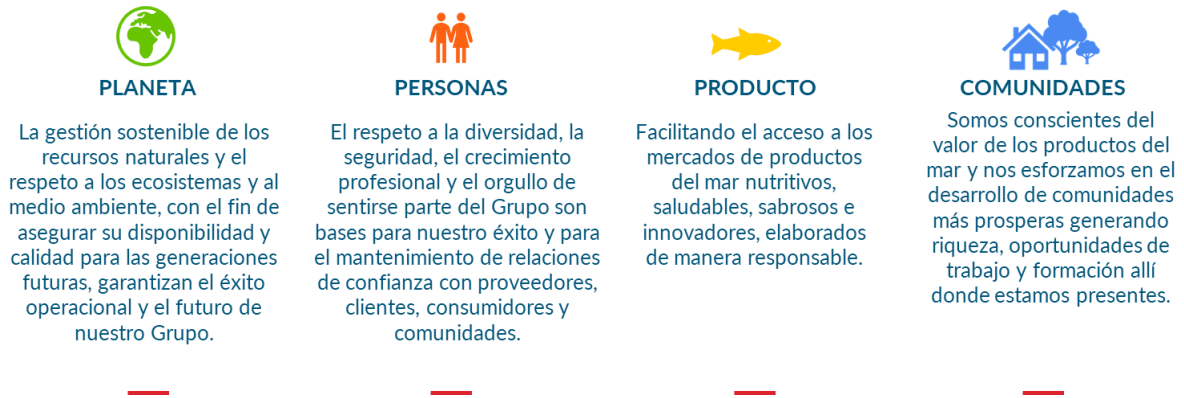 PLANETA
La gestión sostenible de los
recursos naturales y el
respeto a los ecosistemas y al
medio ambiente, con el fin de
asegurar su disponibilidad y
calidad para las generaciones
futuras, garantizan el éxito
operacional y el futuro de
nuestro Grupo.
PERSONAS
El respeto a la diversidad, la
seguridad, el crecimiento
profesional y el orgullo de
sentirse parte del Grupo son
bases para nuestro éxito y para
el mantenimiento de relaciones
de confianza con proveedores,
clientes, consumidores y
comunidades.
PRODUCTO
Facilitando el acceso a los
mercados de productos
del mar nutritivos,
saludables, sabrosos e
innovadores, elaborados
de manera responsable.
COMUNIDADES
Somos conscientes del
valor de los productos del
mar y nos esforzamos en el
desarrollo de comunidades
más prosperas generando
riqueza, oportunidades de
trabajo y formación allí
donde estamos presentes.